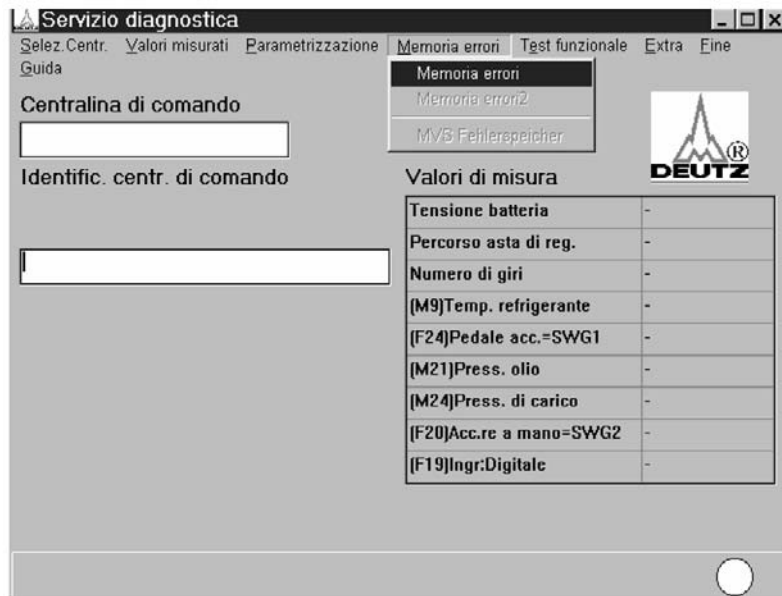 Servizio diagnostica
Selez.Centr. Valori misurati Parametrizzazione Memoria errori Test funzionale Extra Fine
Guida
Memoria errori
Memoria errori2
MVS Fehlerspeicher
Centralina di comando
Identific. centr. di comando
DEUTZ ®
Valori di misura
Tensione batteria -
Percorso asta di reg. -
Numero di giri -
(M9)Temp. refrigerante -
(F24)Pedale acc.=SWG1 -
(M21)Press. olio -
(M24)Press. di carico -
(F20)Acc.re a mano=SWG2 -
(F19)Ingr:Digitale -